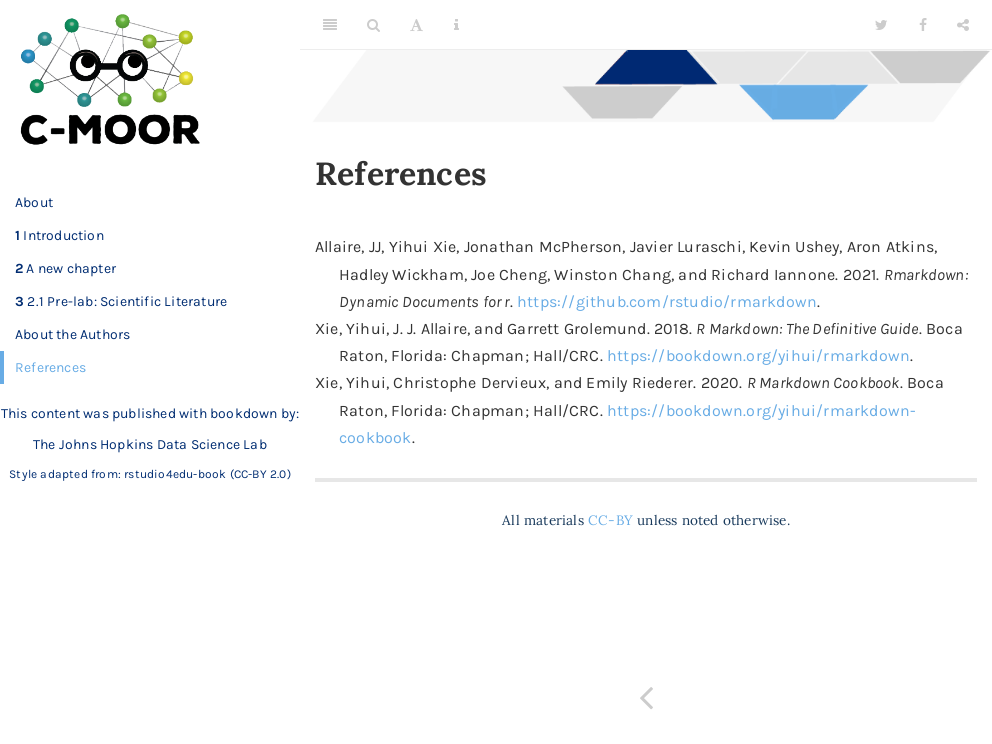 C-MOOR
About
1 Introduction
2 A new chapter
3 2.1 Pre-lab: Scientific Literature
About the Authors
References
This content was published with bookdown by:
The Johns Hopkins Data Science Lab
Style adapted from: rstudio4edu-book (CC-BY 2.0)
References
Allaire, JJ, Yihui Xie, Jonathan McPherson, Javier Luraschi, Kevin Ushey, Aron Atkins,
Hadley Wickham, Joe Cheng, Winston Chang, and Richard Iannone. 2021. Rmarkdown:
Dynamic Documents for r. https://github.com/rstudio/rmarkdown.
Xie, Yihui, J. J. Allaire, and Garrett Grolemund. 2018. R Markdown: The Definitive Guide. Boca
Raton, Florida: Chapman; Hall/CRC. https://bookdown.org/yihui/rmarkdown.
Xie, Yihui, Christophe Dervieux, and Emily Riederer. 2020. R Markdown Cookbook. Boca
Raton, Florida: Chapman; Hall/CRC. https://bookdown.org/yihui/rmarkdown-
cookbook.
All materials CC-BY unless noted otherwise.